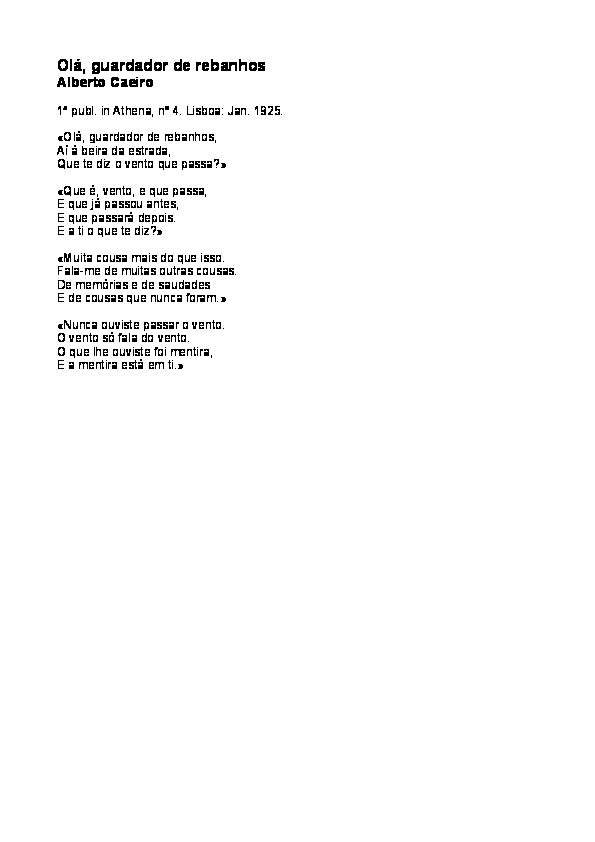 Olá, guardador de rebanhos
Alberto Caeiro
1ª publ. in Athena, nº 4. Lisboa: Jan. 1925.
«Olá, guardador de rebanhos,
Aí à beira da estrada,
Que te diz o vento que passa?»
«Que é, vento, e que passa,
E que já passou antes,
E que passará depois.
E a ti o que te diz?»
«Muita cousa mais do que isso.
Fala-me de muitas outras cousas.
De memórias e de saudades
E de cousas que nunca foram.»
«Nunca ouviste passar o vento.
O vento só fala do vento.
O que lhe ouviste foi mentira,
E a mentira está em ti.»